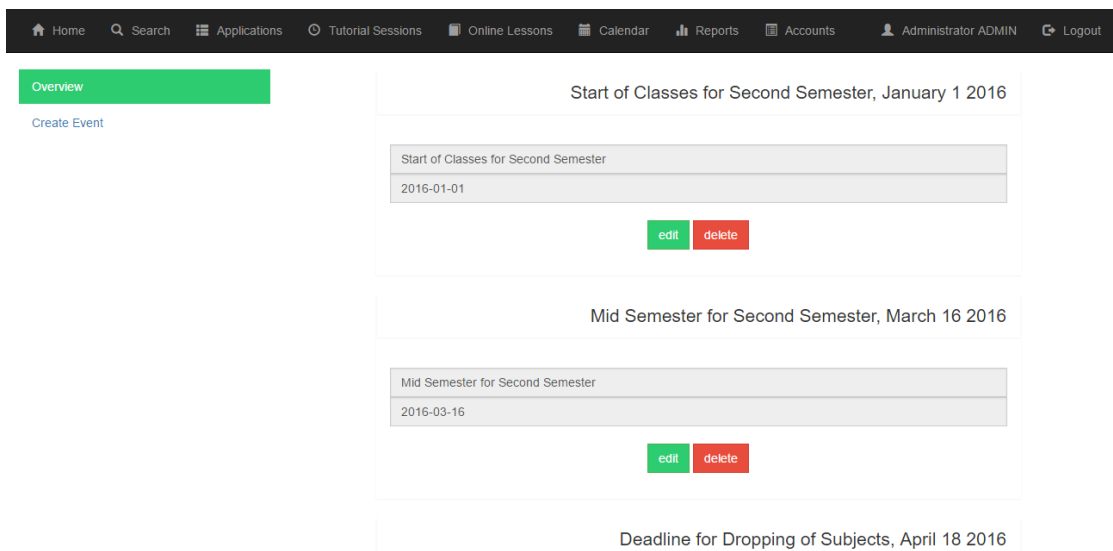 Home Search Applications Tutorial Sessions Online Lessons Calendar Reports Accounts Administrator ADMIN Logout
Overview
Create Event
Start of Classes for Second Semester, January 1 2016
Start of Classes for Second Semester
2016-01-01
edit delete
Mid Semester for Second Semester, March 16 2016
Mid Semester for Second Semester
2016-03-16
edit delete
Deadline for Dropping of Subjects, April 18 2016